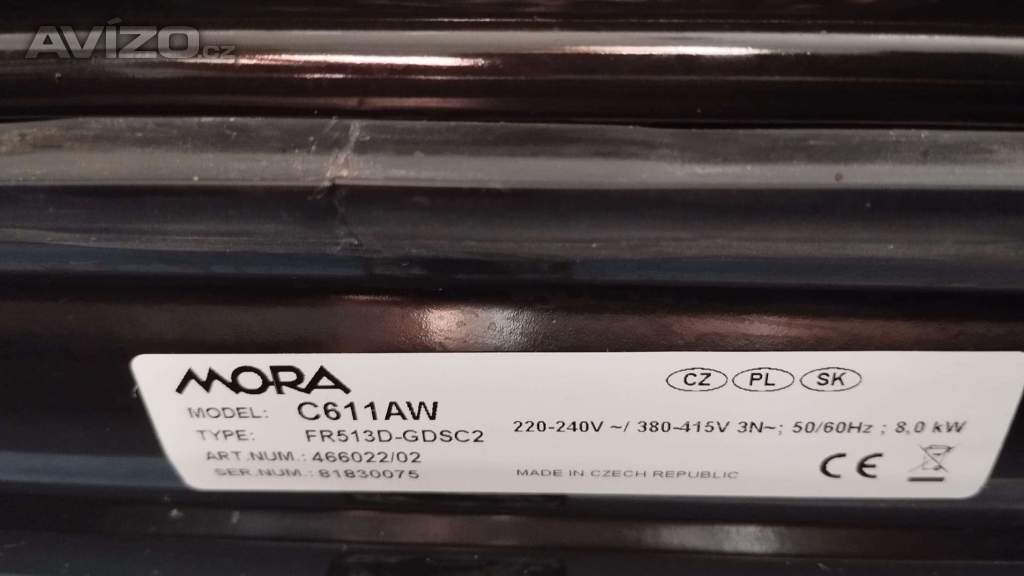 AVÍZO.cz
MORA
CZ PL SK
MODEL: C611AW
TYPE: FR513D-GDSC2
220-240V ~/ 380-415V 3N~; 50/60Hz ; 8,0 kW
ART.NUM.: 466022/02
SER.NUM.: 81830075
MADE IN CZECH REPUBLIC
CE